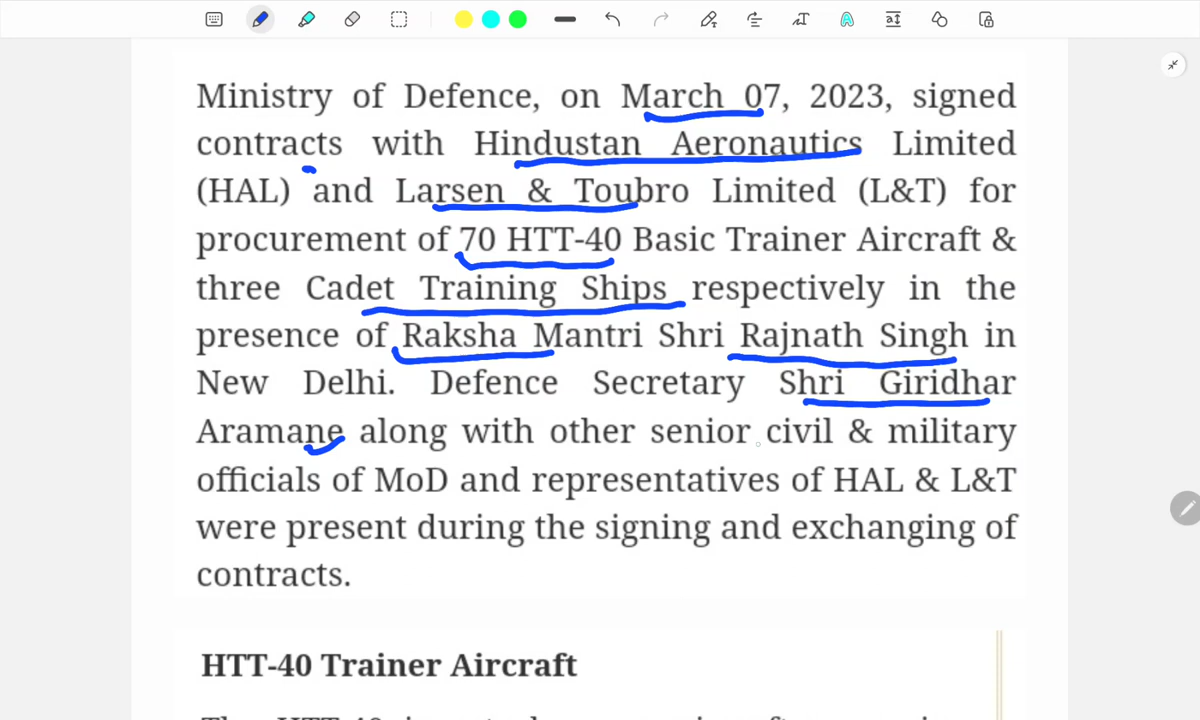 Ministry of Defence, on March 07, 2023, signed
contracts with Hindustan Aeronautics Limited
(HAL) and Larsen & Toubro Limited (L&T) for
procurement of 70 HTT-40 Basic Trainer Aircraft &
three Cadet Training Ships respectively in the
presence of Raksha Mantri Shri Rajnath Singh in
New Delhi. Defence Secretary Shri Giridhar
Aramane along with other senior civil & military
officials of MoD and representatives of HAL & L&T
were present during the signing and exchanging of
contracts.
HTT-40 Trainer Aircraft